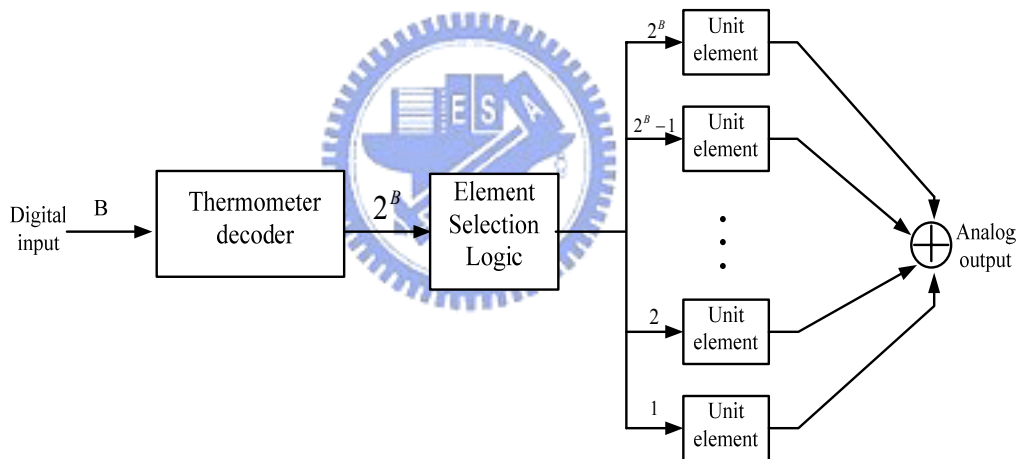 Digital
input
B
Thermometer
decoder
2^B
Element
Selection
Logic
2^B
Unit
element
2^B-1
Unit
element
2
Unit
element
1
Unit
element
Analog
output
E S A